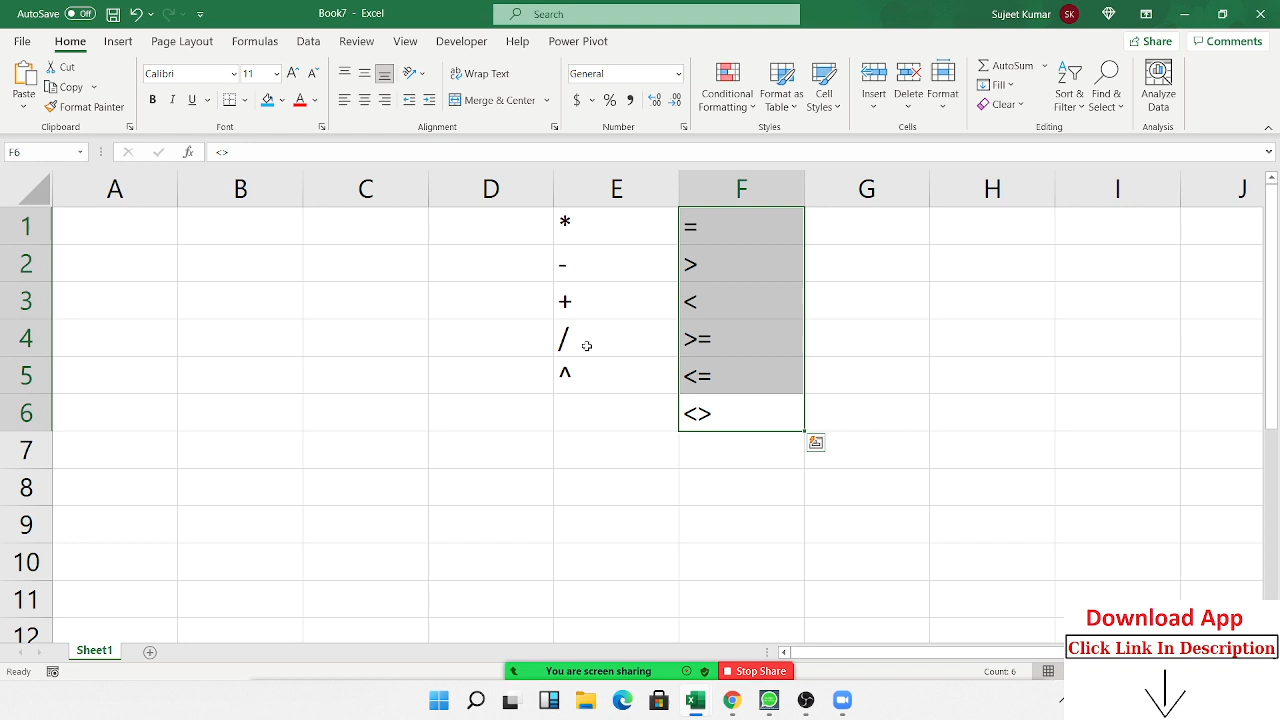 AutoSave Off Book7 - Excel Search Sujeet Kumar SK
File Home Insert Page Layout Formulas Data Review View Developer Help Power Pivot Share Comments
Paste Cut Copy Format Painter
Calibri 11 A A
B I U A
Wrap Text
Merge & Center
General
$ % ,
Conditional Formatting Format as Table Cell Styles
Insert Delete Format
AutoSum Fill Clear
Sort & Filter Find & Select
Analyze Data
Clipboard Font Alignment Number Styles Cells Editing Analysis
F6 fx <>
A B C D E F G H I J
1 * =
2 - >
3 + <
4 / >=
5 ^ <=
6 <>
7
8
9
10
11
12
Sheet1
Ready You are screen sharing Stop Share Count: 6
Download App
Click Link In Description